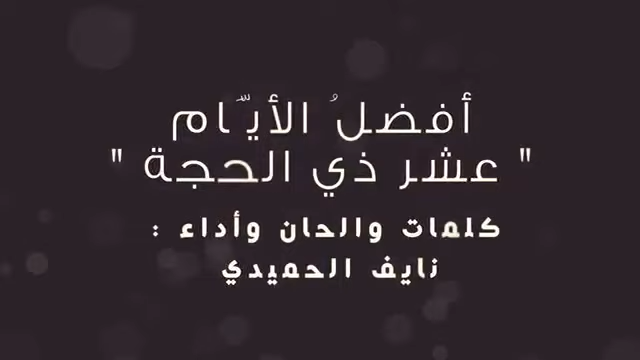 أفضلُ الأيّام
" عشر ذي الحجة "
كلمات والحان وأداء :
نايف الحميدي